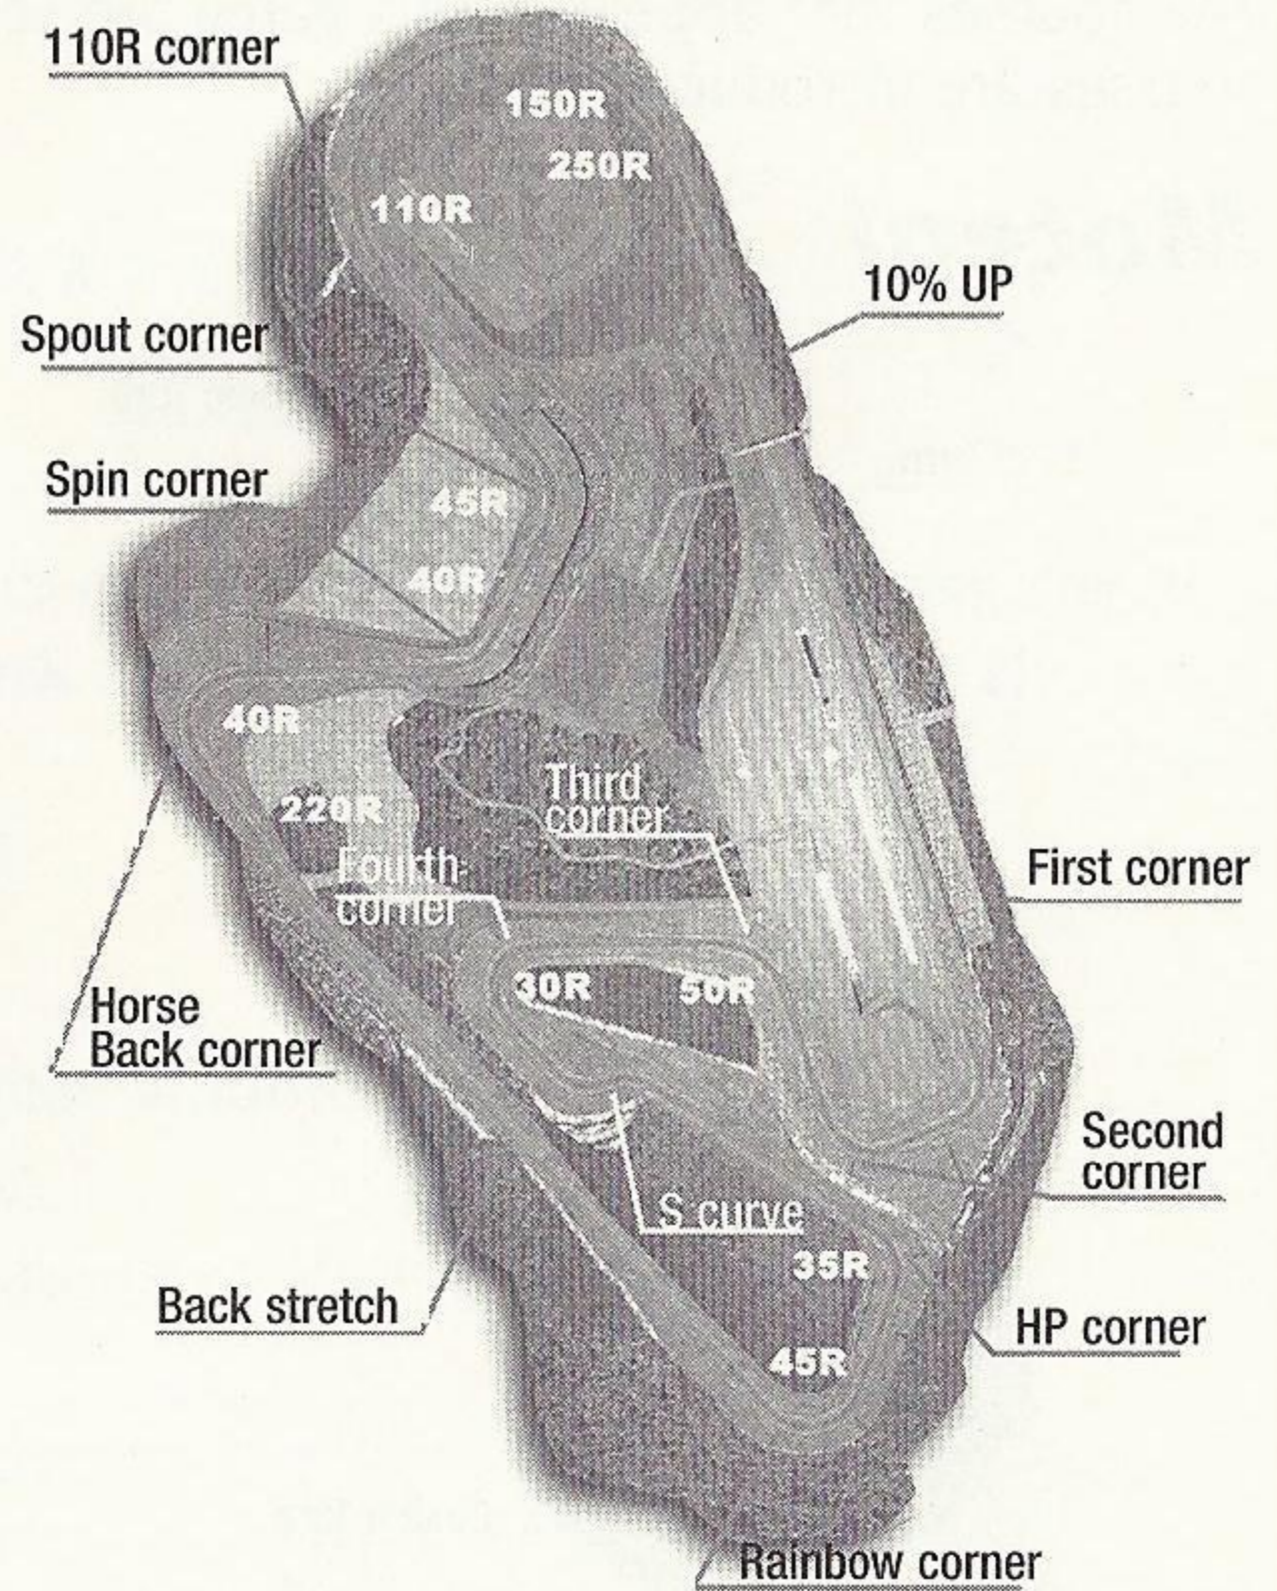 110R corner
150R
250R
110R
10% UP
Spout corner
Spin corner
45R
40R
40R
Third
corner
220R
Fourth
corner
First corner
30R
50R
Horse
Back corner
Second
corner
S curve
35R
Back stretch
HP corner
45R
Rainbow corner